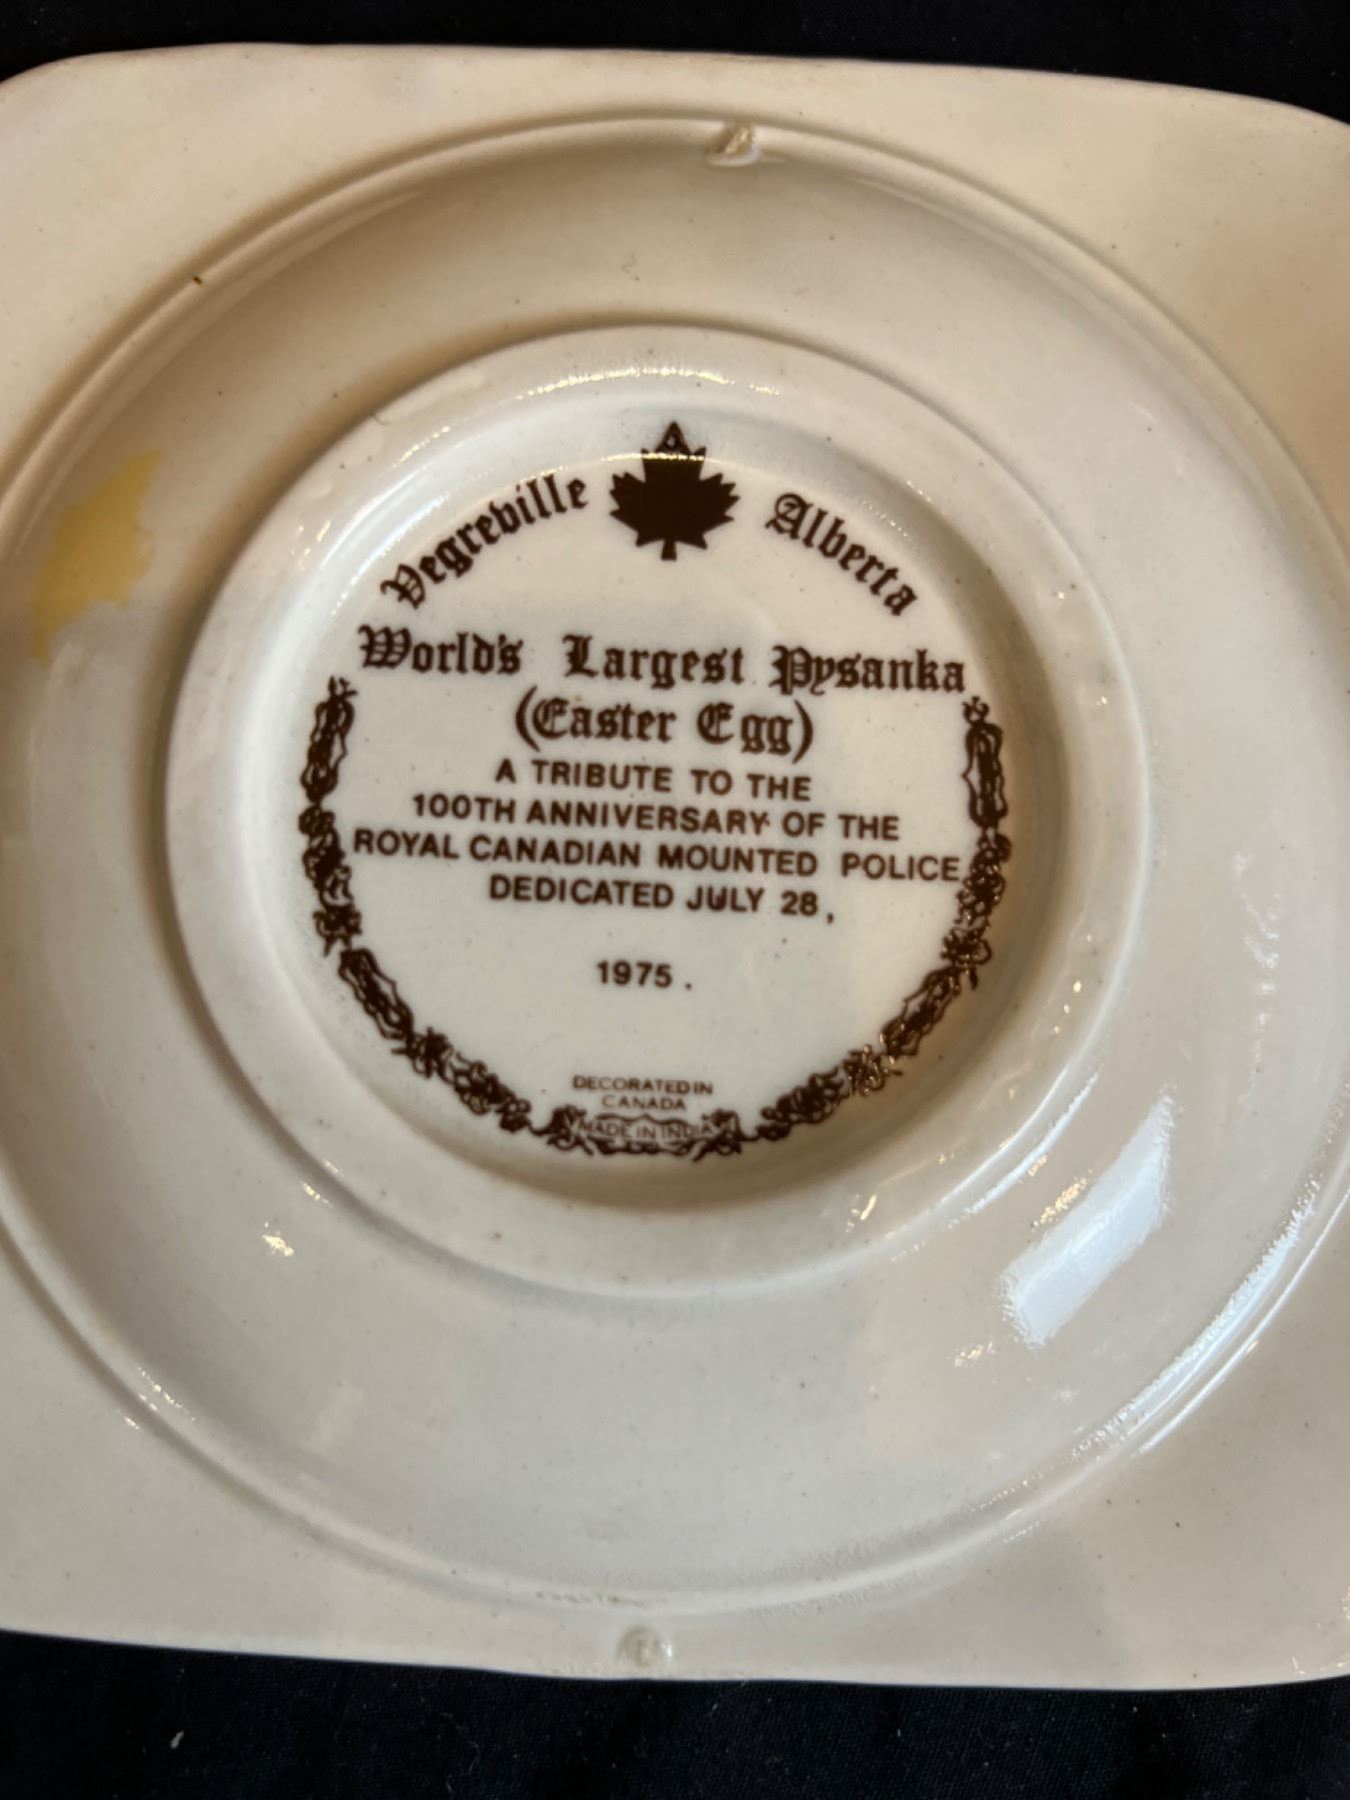 Vegreville Alberta
World's Largest Pysanka
(Easter Egg)
A TRIBUTE TO THE
100TH ANNIVERSARY OF THE
ROYAL CANADIAN MOUNTED POLICE
DEDICATED JULY 28,
1975.
DECORATED IN
CANADA
MADE IN INDIA